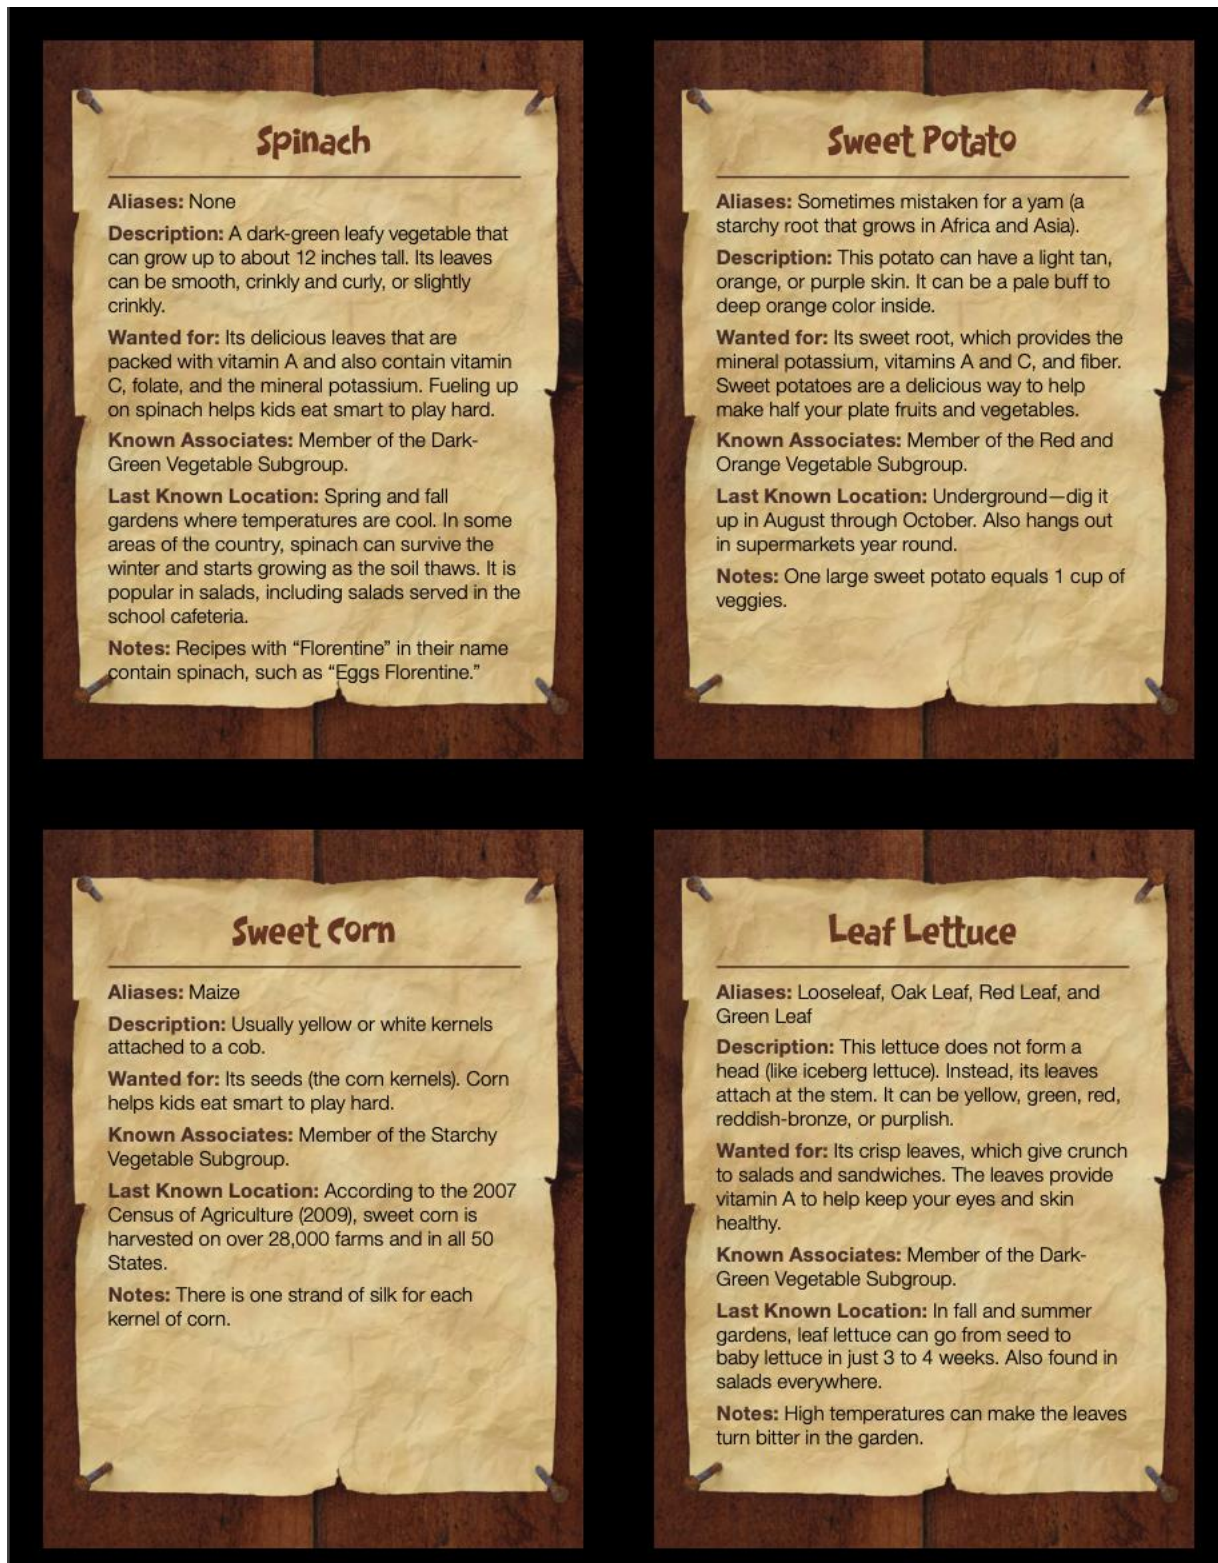 Spinach
Aliases: None
Description: A dark-green leafy vegetable that
can grow up to about 12 inches tall. Its leaves
can be smooth, crinkly and curly, or slightly
crinkly.
Wanted for: Its delicious leaves that are
packed with vitamin A and also contain vitamin
C, folate, and the mineral potassium. Fueling up
on spinach helps kids eat smart to play hard.
Known Associates: Member of the Dark-
Green Vegetable Subgroup.
Last Known Location: Spring and fall
gardens where temperatures are cool. In some
areas of the country, spinach can survive the
winter and starts growing as the soil thaws. It is
popular in salads, including salads served in the
school cafeteria.
Notes: Recipes with “Florentine” in their name
contain spinach, such as “Eggs Florentine.”
Sweet Potato
Aliases: Sometimes mistaken for a yam (a
starchy root that grows in Africa and Asia).
Description: This potato can have a light tan,
orange, or purple skin. It can be a pale buff to
deep orange color inside.
Wanted for: Its sweet root, which provides the
mineral potassium, vitamins A and C, and fiber.
Sweet potatoes are a delicious way to help
make half your plate fruits and vegetables.
Known Associates: Member of the Red and
Orange Vegetable Subgroup.
Last Known Location: Underground—dig it
up in August through October. Also hangs out
in supermarkets year round.
Notes: One large sweet potato equals 1 cup of
veggies.
Sweet Corn
Aliases: Maize
Description: Usually yellow or white kernels
attached to a cob.
Wanted for: Its seeds (the corn kernels). Corn
helps kids eat smart to play hard.
Known Associates: Member of the Starchy
Vegetable Subgroup.
Last Known Location: According to the 2007
Census of Agriculture (2009), sweet corn is
harvested on over 28,000 farms and in all 50
States.
Notes: There is one strand of silk for each
kernel of corn.
Leaf Lettuce
Aliases: Looseleaf, Oak Leaf, Red Leaf, and
Green Leaf
Description: This lettuce does not form a
head (like iceberg lettuce). Instead, its leaves
attach at the stem. It can be yellow, green, red,
reddish-bronze, or purplish.
Wanted for: Its crisp leaves, which give crunch
to salads and sandwiches. The leaves provide
vitamin A to help keep your eyes and skin
healthy.
Known Associates: Member of the Dark-
Green Vegetable Subgroup.
Last Known Location: In fall and summer
gardens, leaf lettuce can go from seed to
baby lettuce in just 3 to 4 weeks. Also found in
salads everywhere.
Notes: High temperatures can make the leaves
turn bitter in the garden.